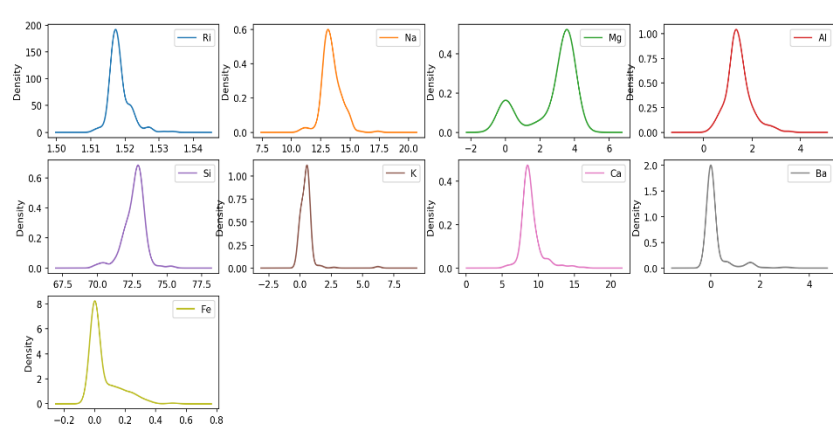 200
150
100
50
0
Density
Ri
1.50 1.51 1.52 1.53 1.54
0.6
0.4
0.2
0.0
Density
Na
7.5 10.0 12.5 15.0 17.5 20.0
0.4
0.2
0.0
Density
Mg
−2 0 2 4 6
1.00
0.75
0.50
0.25
0.00
Density
Al
0 2 4
0.6
0.4
0.2
0.0
Density
Si
67.5 70.0 72.5 75.0 77.5
1.00
0.75
0.50
0.25
0.00
Density
K
−2.5 0.0 2.5 5.0 7.5
0.4
0.2
0.0
Density
Ca
0 5 10 15 20
2.0
1.5
1.0
0.5
0.0
Density
Ba
0 2 4
8
6
4
2
0
Density
Fe
−0.2 0.0 0.2 0.4 0.6 0.8